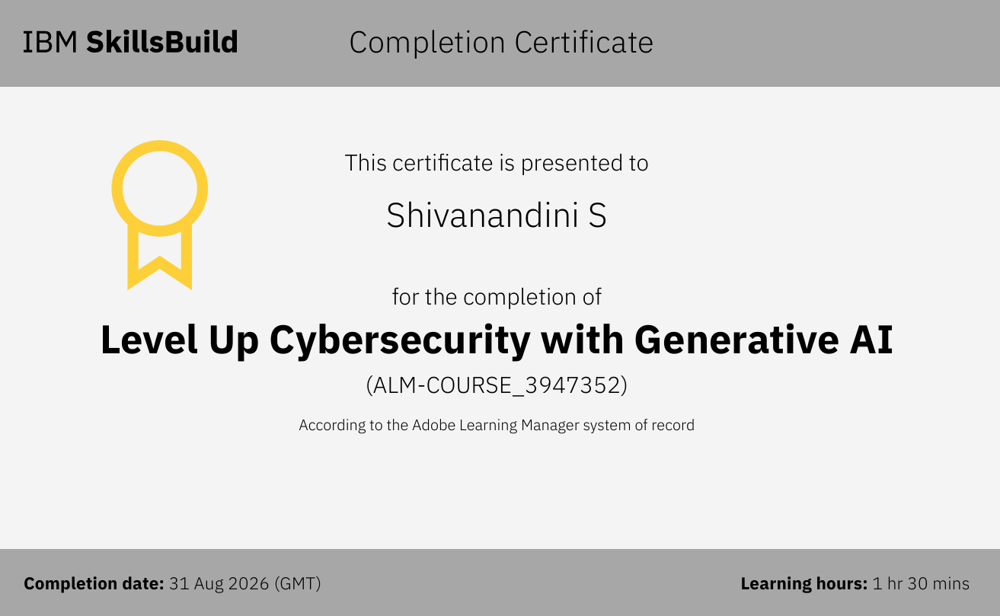 IBM SkillsBuild
Completion Certificate
This certificate is presented to
Shivanandini S
for the completion of
Level Up Cybersecurity with Generative AI
(ALM-COURSE_3947352)
According to the Adobe Learning Manager system of record
Completion date: 31 Aug 2026 (GMT)
Learning hours: 1 hr 30 mins